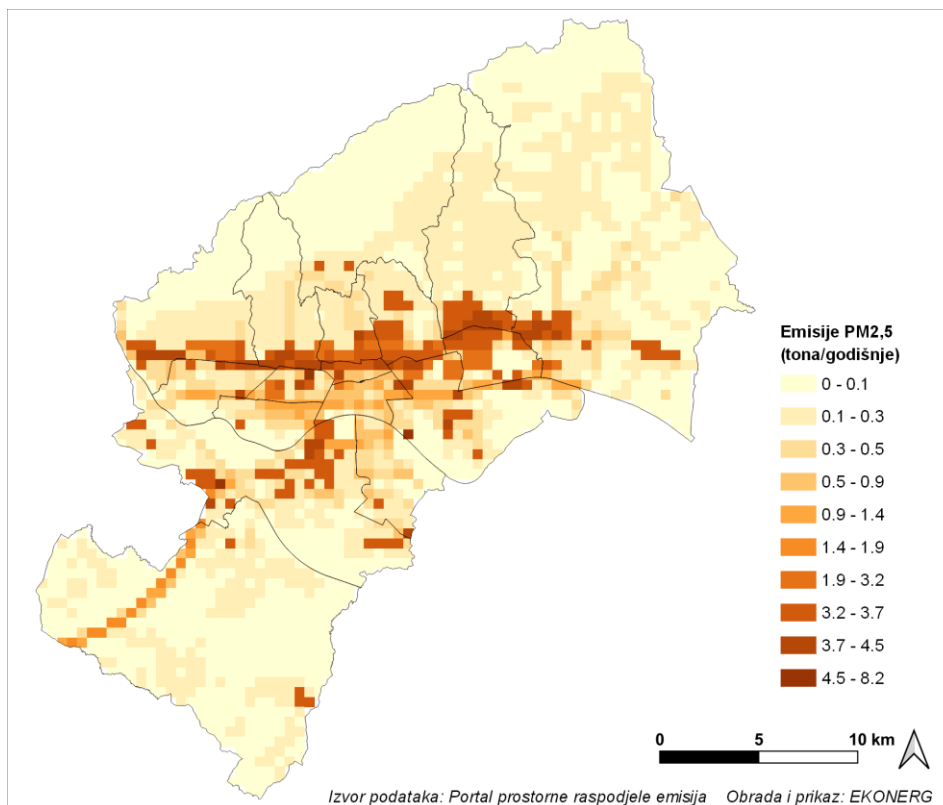 Emisije PM2,5
(tona/godišnje)
0 - 0.1
0.1 - 0.3
0.3 - 0.5
0.5 - 0.9
0.9 - 1.4
1.4 - 1.9
1.9 - 3.2
3.2 - 3.7
3.7 - 4.5
4.5 - 8.2
0 5 10 km
Izvor podataka: Portal prostorne raspodjele emisija Obrada i prikaz: EKONERG